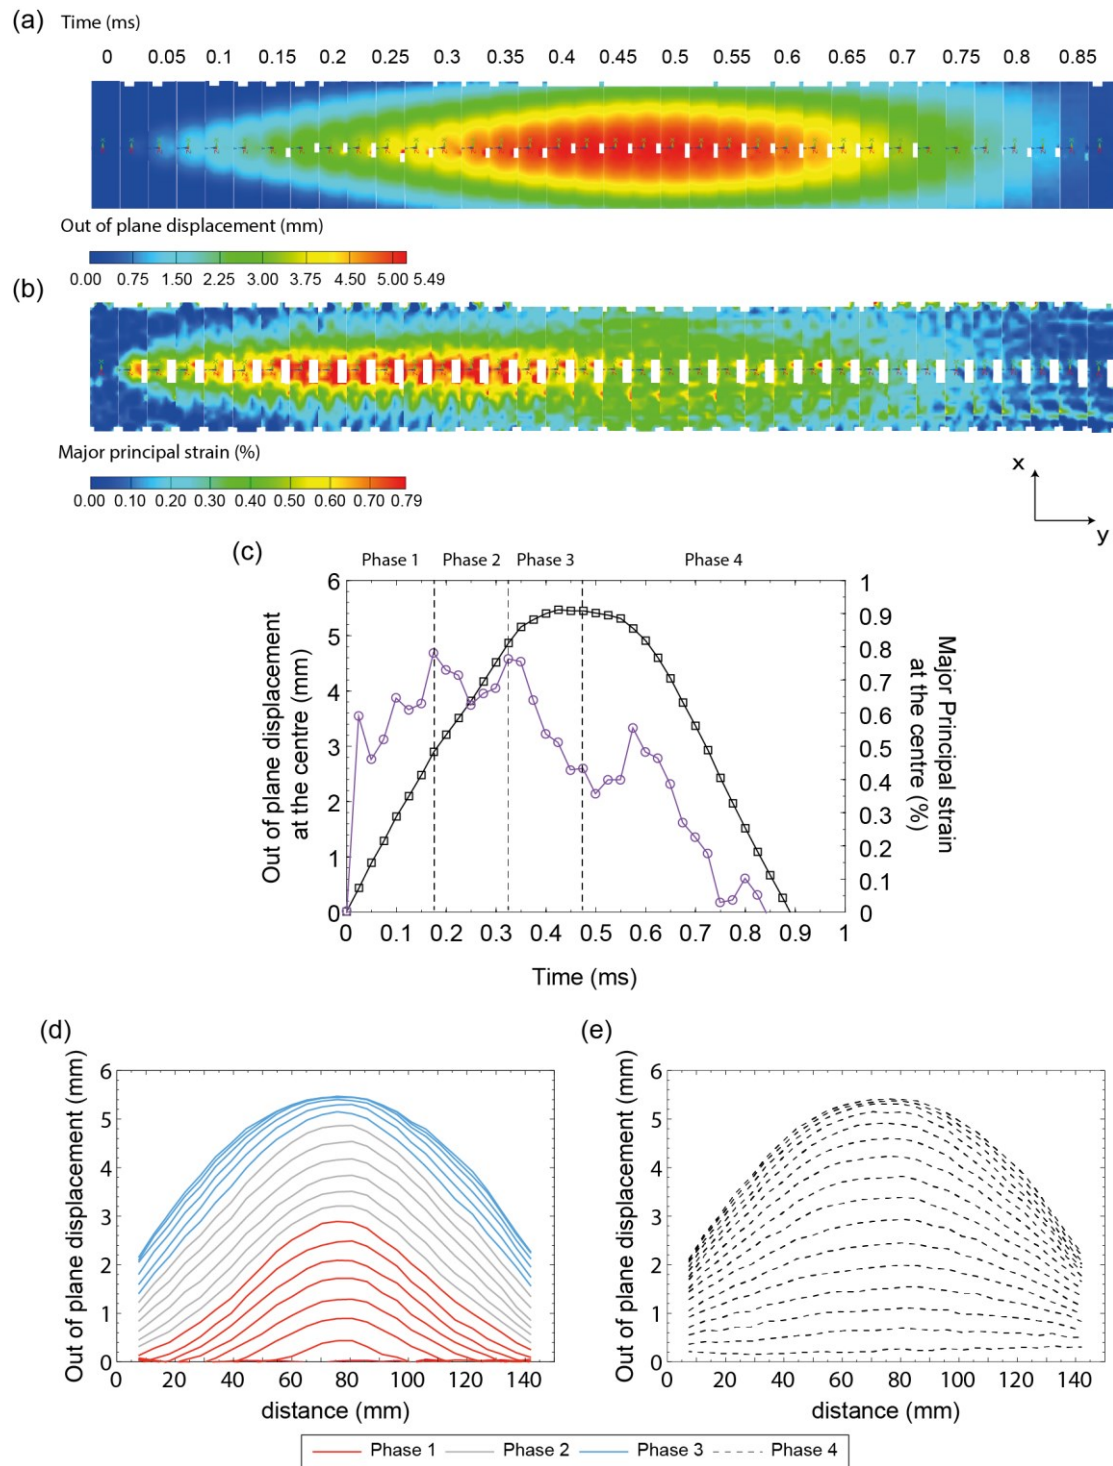 (a) Time (ms)
0 0.05 0.1 0.15 0.2 0.25 0.3 0.35 0.4 0.45 0.5 0.55 0.6 0.65 0.7 0.75 0.8 0.85
Out of plane displacement (mm)
0.00 0.75 1.50 2.25 3.00 3.75 4.50 5.00 5.49
(b)
Major principal strain (%)
0.00 0.10 0.20 0.30 0.40 0.50 0.60 0.70 0.79
x
y
(c)
Phase 1 Phase 2 Phase 3 Phase 4
Out of plane displacement
at the centre (mm)
6
5
4
3
2
1
0
1
0.9
0.8
0.7
0.6
0.5
0.4
0.3
0.2
0.1
0
Major Principal strain
at the centre (%)
0 0.1 0.2 0.3 0.4 0.5 0.6 0.7 0.8 0.9 1
Time (ms)
(d)
Out of plane displacement (mm)
6
5
4
3
2
1
0
0 20 40 60 80 100 120 140
distance (mm)
(e)
Out of plane displacement (mm)
6
5
4
3
2
1
0
0 20 40 60 80 100 120 140
distance (mm)
Phase 1 Phase 2 Phase 3 Phase 4